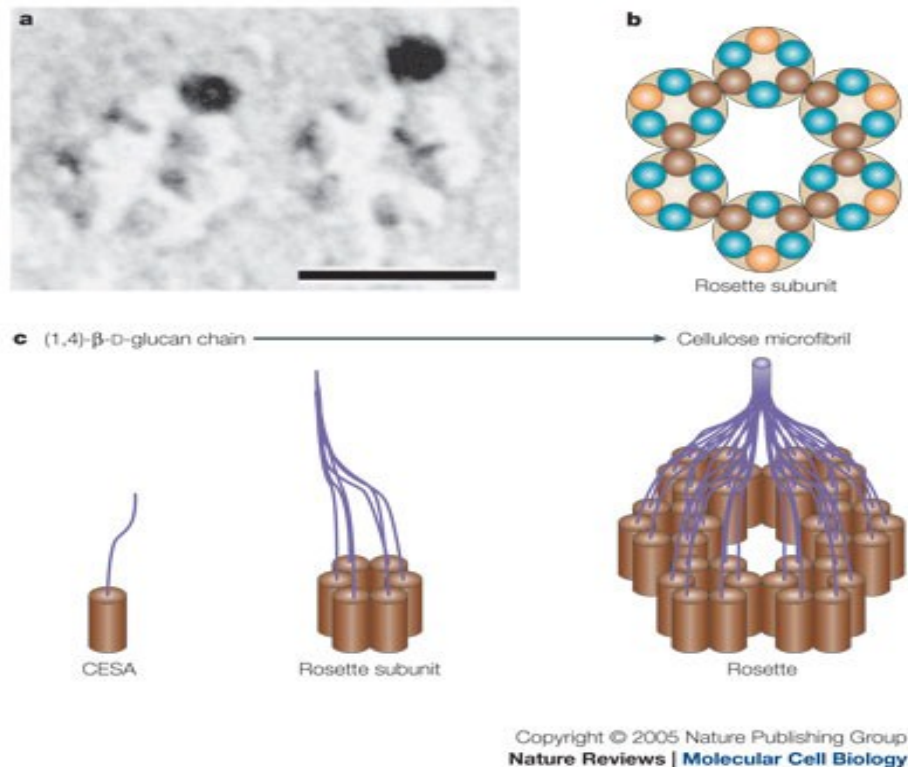 a
b
Rosette subunit
c (1,4)-β-D-glucan chain
Cellulose microfibril
CESA
Rosette subunit
Rosette
Copyright © 2005 Nature Publishing Group
Nature Reviews | Molecular Cell Biology